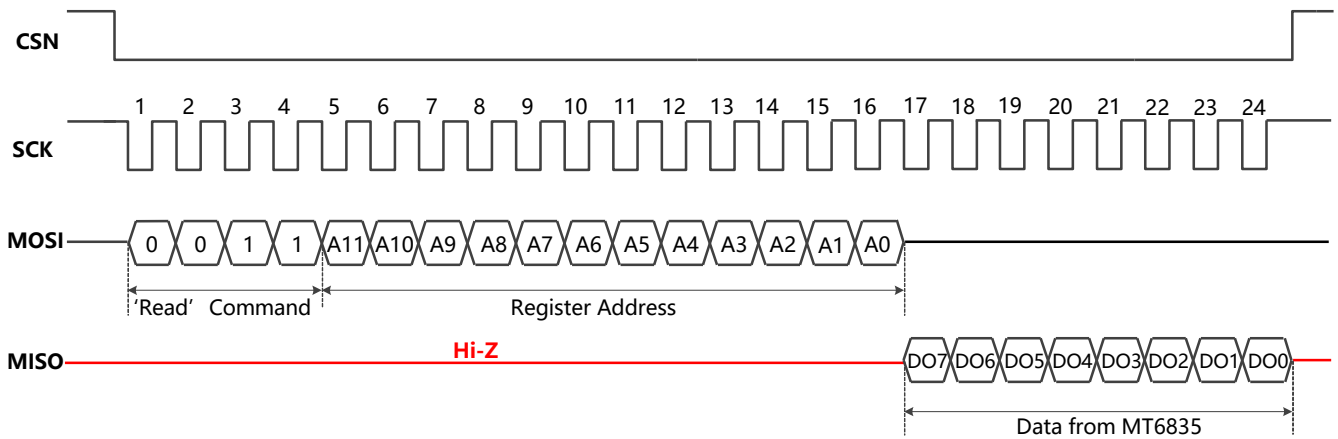 CSN
1 2 3 4 5 6 7 8 9 10 11 12 13 14 15 16 17 18 19 20 21 22 23 24
SCK
MOSI 0 0 1 1 A11 A10 A9 A8 A7 A6 A5 A4 A3 A2 A1 A0
‘Read’ Command Register Address
Hi-Z
MISO DO7 DO6 DO5 DO4 DO3 DO2 DO1 DO0
Data from MT6835